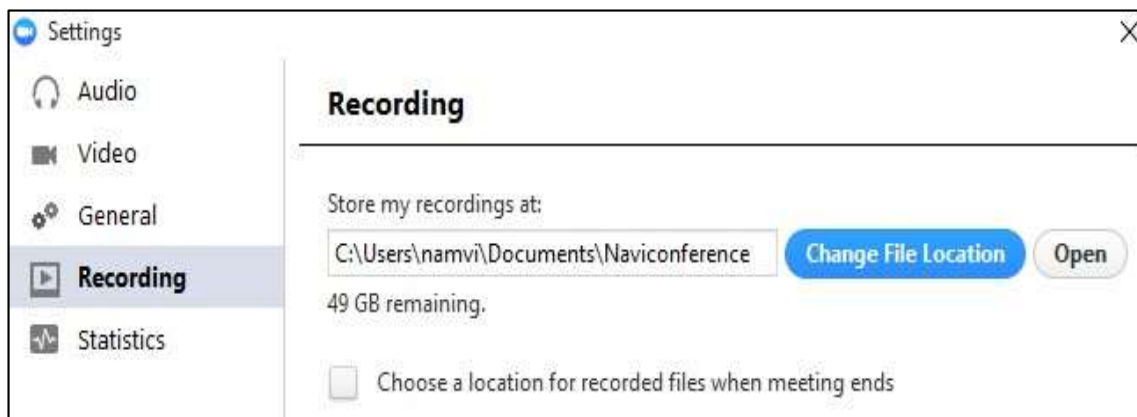 Settings
Audio
Video
General
Recording
Statistics
Recording
Store my recordings at:
C:\Users\namvi\Documents\Naviconference
Change File Location
Open
49 GB remaining.
Choose a location for recorded files when meeting ends